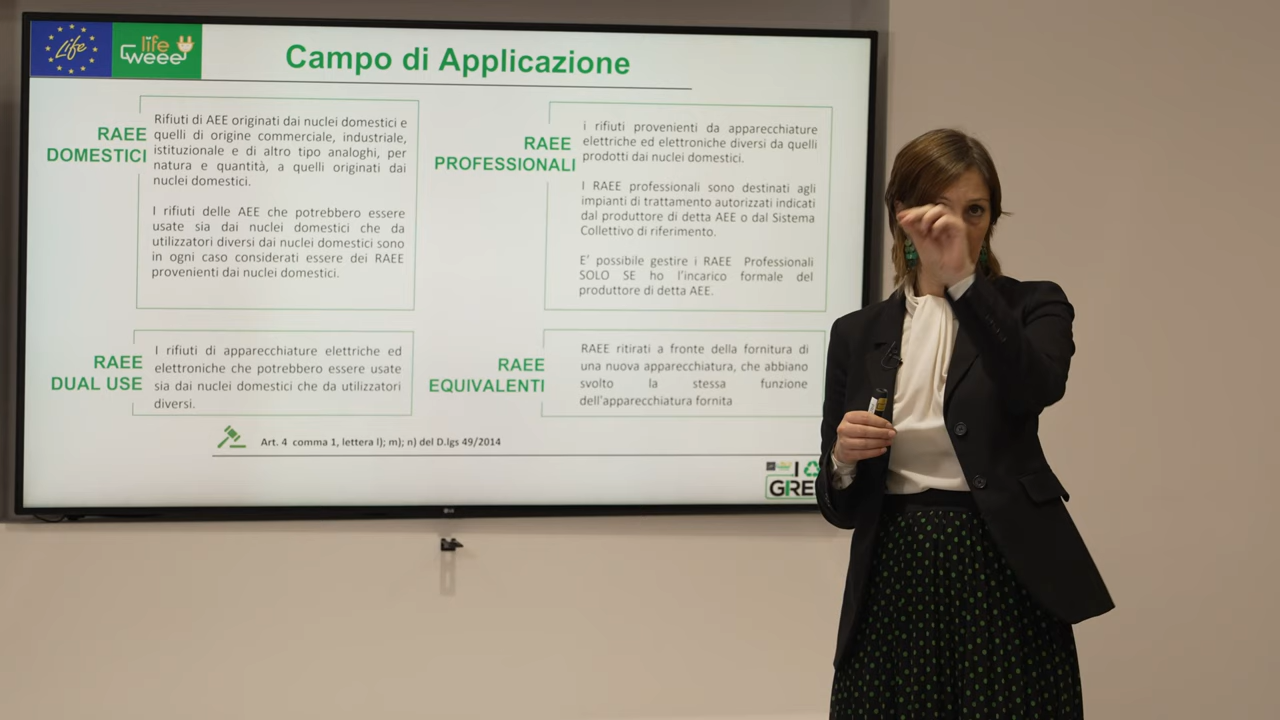 Life
life
weee
Campo di Applicazione
RAEE
DOMESTICI
Rifiuti di AEE originati dai nuclei domestici e
quelli di origine commerciale, industriale,
istituzionale e di altro tipo analoghi, per
natura e quantità, a quelli originati dai
nuclei domestici.
I rifiuti delle AEE che potrebbero essere
usate sia dai nuclei domestici che da
utilizzatori diversi dai nuclei domestici sono
in ogni caso considerati essere dei RAEE
provenienti dai nuclei domestici.
RAEE
PROFESSIONALI
i rifiuti provenienti da apparecchiature
elettriche ed elettroniche diversi da quelli
prodotti dai nuclei domestici.
I RAEE professionali sono destinati agli
impianti di trattamento autorizzati indicati
dal produttore di detta AEE o dal Sistema
Collettivo di riferimento.
E' possibile gestire i RAEE Professionali
SOLO SE ho l'incarico formale del
produttore di detta AEE.
RAEE
DUAL USE
I rifiuti di apparecchiature elettriche ed
elettroniche che potrebbero essere usate
sia dai nuclei domestici che da utilizzatori
diversi.
RAEE
EQUIVALENTI
RAEE ritirati a fronte della fornitura di
una nuova apparecchiatura, che abbiano
svolto la stessa funzione
dell'apparecchiatura fornita
Art. 4 comma 1, lettera l); m); n) del D.lgs 49/2014
I
GRE
LG